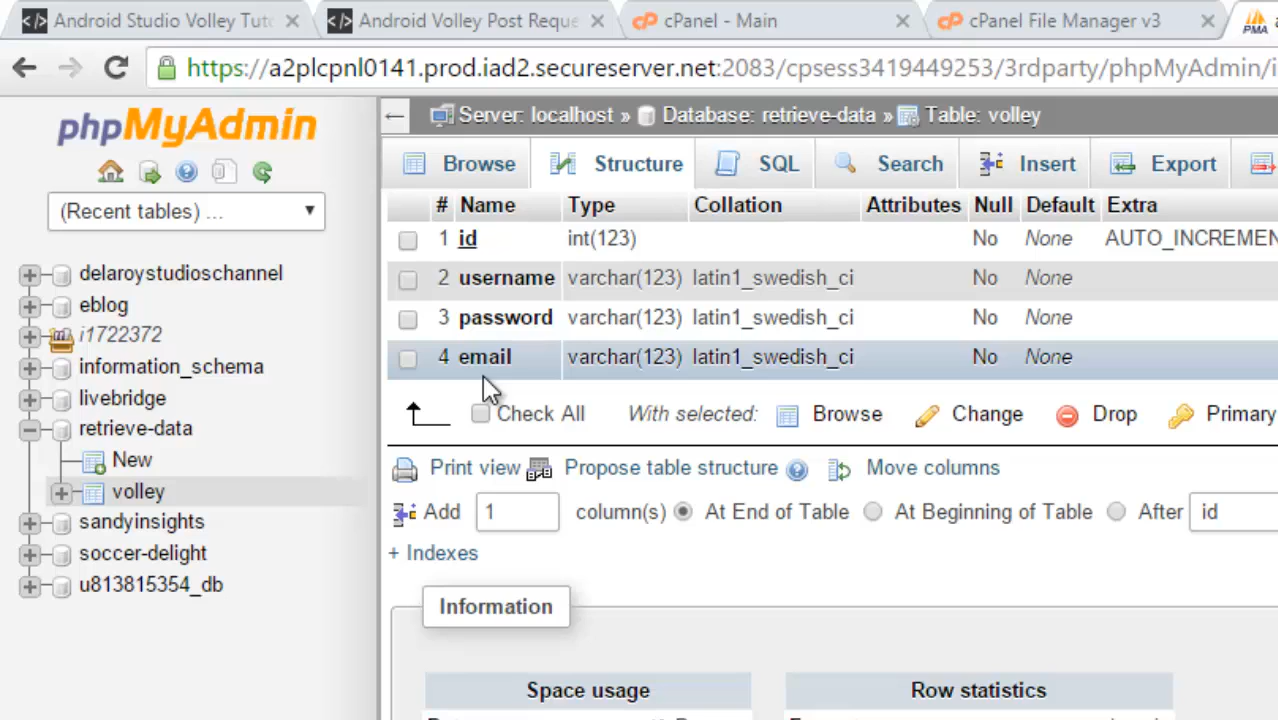 Android Studio Volley Tuto
Android Volley Post Reque
cPanel - Main
cPanel File Manager v3
PMA
https://a2plcpnl0141.prod.iad2.secureserver.net:2083/cpsess3419449253/3rdparty/phpMyAdmin/i
phpMyAdmin
(Recent tables) ...
delaroystudioschannel
eblog
i1722372
information_schema
livebridge
retrieve-data
New
volley
sandyinsights
soccer-delight
u813815354_db
Server: localhost » Database: retrieve-data » Table: volley
Browse Structure SQL Search Insert Export
# Name Type Collation Attributes Null Default Extra
1 id int(123) No None AUTO_INCREMEN
2 username varchar(123) latin1_swedish_ci No None
3 password varchar(123) latin1_swedish_ci No None
4 email varchar(123) latin1_swedish_ci No None
Check All With selected: Browse Change Drop Primary
Print view Propose table structure Move columns
Add 1 column(s) At End of Table At Beginning of Table After id
+ Indexes
Information
Space usage Row statistics